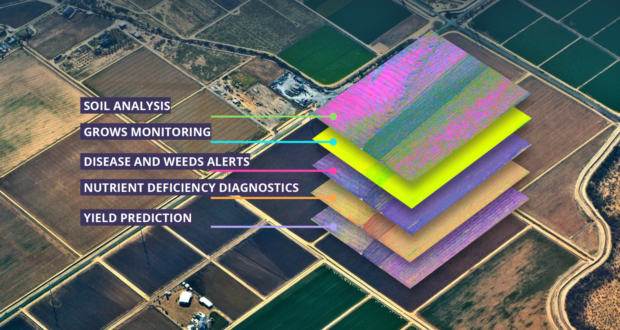 SOIL ANALYSIS
GROWS MONITORING
DISEASE AND WEEDS ALERTS
NUTRIENT DEFICIENCY DIAGNOSTICS
YIELD PREDICTION